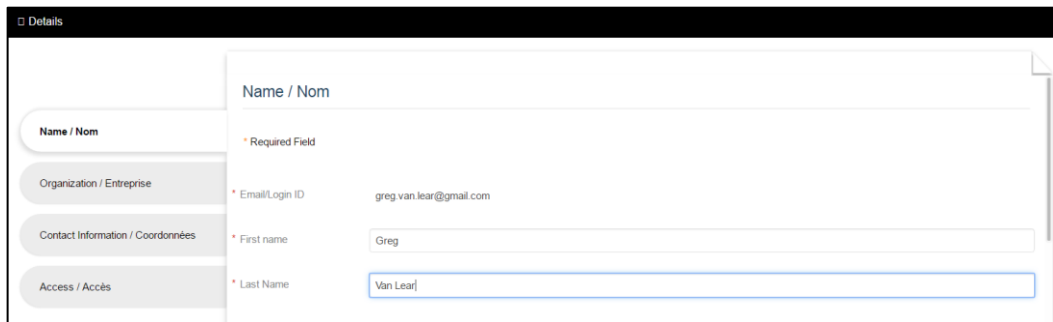 Details
Name / Nom
Name / Nom
* Required Field
Organization / Entreprise
* Email/Login ID greg.van.lear@gmail.com
Contact Information / Coordonnées
* First name Greg
Access / Accès
* Last Name Van Lear